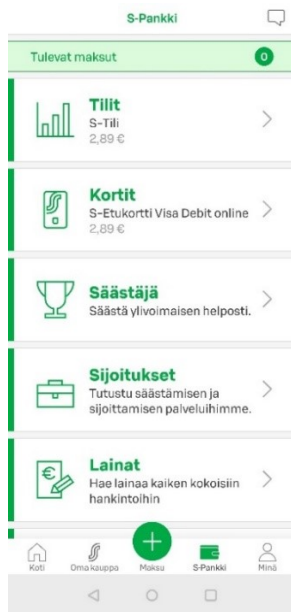 S-Pankki
Tulevat maksut 0
Tilit
S-Tili
2,89 €
Kortit
S-Etukortti Visa Debit online
2,89 €
Säästäjä
Säästä ylivoimaisen helposti.
Sijoitukset
Tutustu säästämisen ja
sijoittamisen palveluihimme.
€
Lainat
Hae lainaa kaiken kokoisiin
hankintoihin
Koti Oma kauppa Maksu S-Pankki Minä